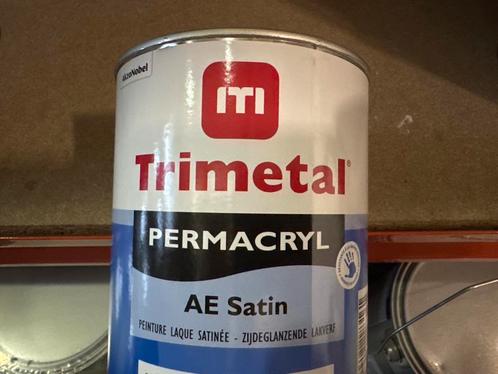 AkzoNobel
Trimetal®
PERMACRYL
AE Satin
PEINTURE LAQUE SATINÉE - ZIJDEGLANZENDE LAKVERF